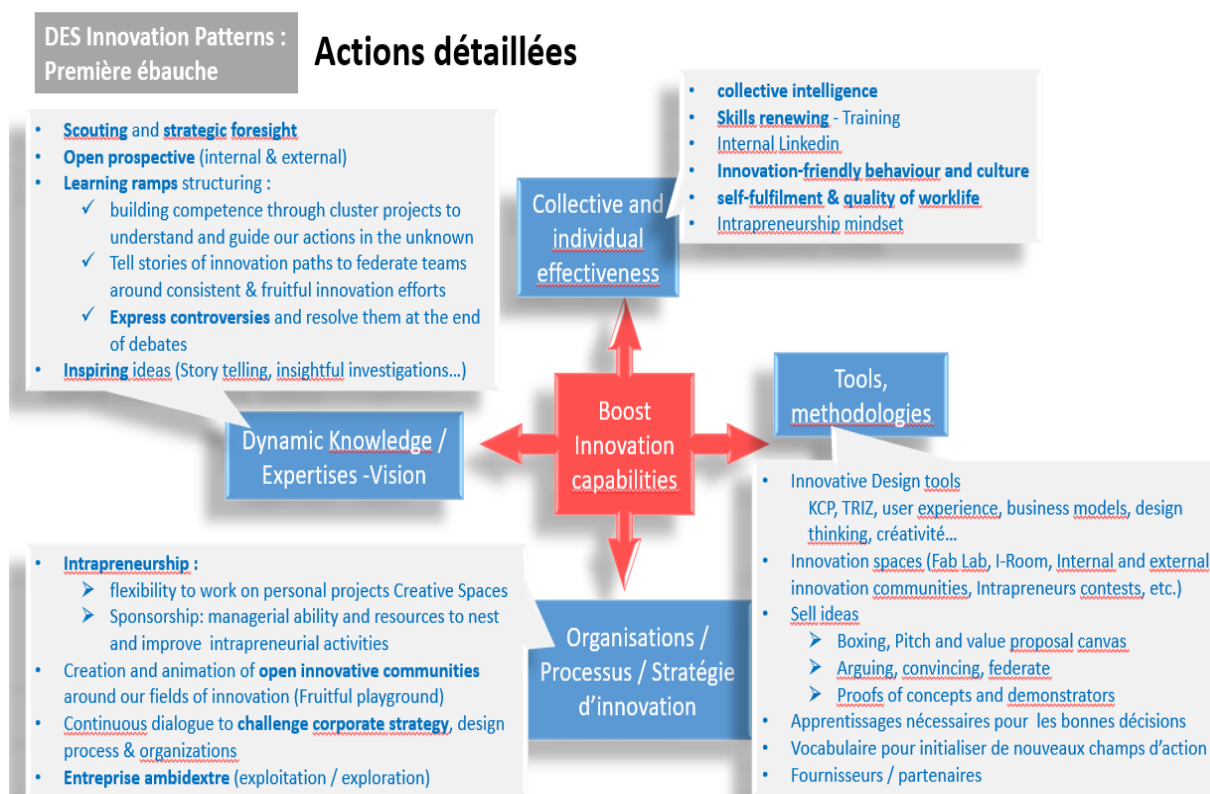 DES Innovation Patterns :
Première ébauche
Actions détaillées
• Scouting and strategic foresight
• Open prospective (internal & external)
• Learning ramps structuring :
✓ building competence through cluster projects to
understand and guide our actions in the unknown
✓ Tell stories of innovation paths to federate teams
around consistent & fruitful innovation efforts
✓ Express controversies and resolve them at the end
of debates
• Inspiring ideas (Story telling, insightful investigations...)
• collective intelligence
• Skills renewing - Training
• Internal Linkedin
• Innovation-friendly behaviour and culture
• self-fulfilment & quality of worklife
• Intrapreneurship mindset
Collective and
individual
effectiveness
Dynamic Knowledge /
Expertises -Vision
Boost
Innovation
capabilities
Tools,
methodologies
Organisations /
Processus / Stratégie
d'innovation
• Intrapreneurship :
➢ flexibility to work on personal projects Creative Spaces
➢ Sponsorship: managerial ability and resources to nest
and improve intrapreneurial activities
• Creation and animation of open innovative communities
around our fields of innovation (Fruitful playground)
• Continuous dialogue to challenge corporate strategy, design
process & organizations
• Entreprise ambidextre (exploitation / exploration)
• Innovative Design tools
KCP, TRIZ, user experience, business models, design
thinking, créativité...
• Innovation spaces (Fab Lab, I-Room, Internal and external
innovation communities, Intrapreneurs contests, etc.)
• Sell ideas
➢ Boxing, Pitch and value proposal canvas
➢ Arguing, convincing, federate
➢ Proofs of concepts and demonstrators
• Apprentissages nécessaires pour les bonnes décisions
• Vocabulaire pour initialiser de nouveaux champs d'action
• Fournisseurs / partenaires